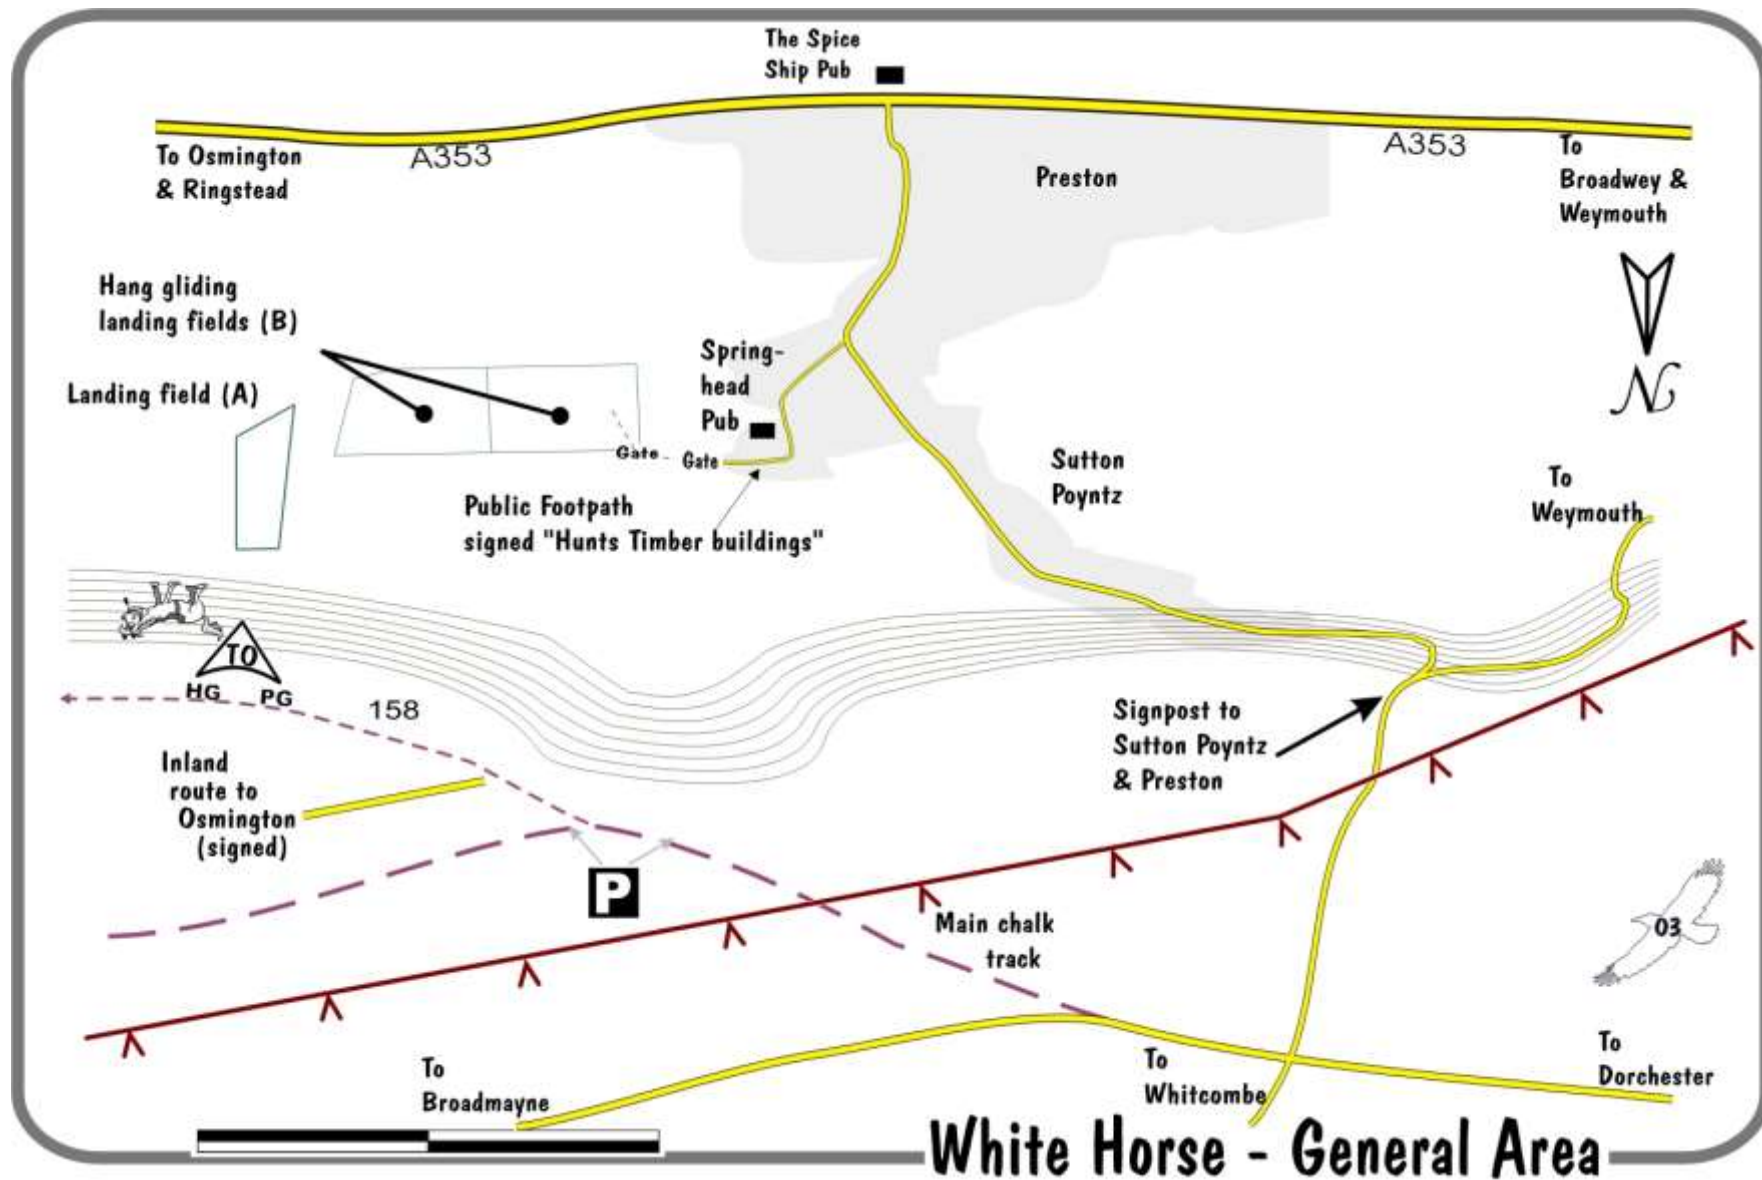 The Spice
Ship Pub
To Osmington
& Ringstead
A353
A353
Preston
To
Broadwey &
Weymouth
Hang gliding
landing fields (B)
Landing field (A)
Spring-
head
Pub
Gate
Gate
N
Sutton
Poyntz
To
Weymouth
Public Footpath
signed "Hunts Timber buildings"
TO
HG
PG
158
Signpost to
Sutton Poyntz
& Preston
Inland
route to
Osmington
(signed)
P
Main chalk
track
03
To
Broadmayne
To
Whitcombe
To
Dorchester
White Horse - General Area